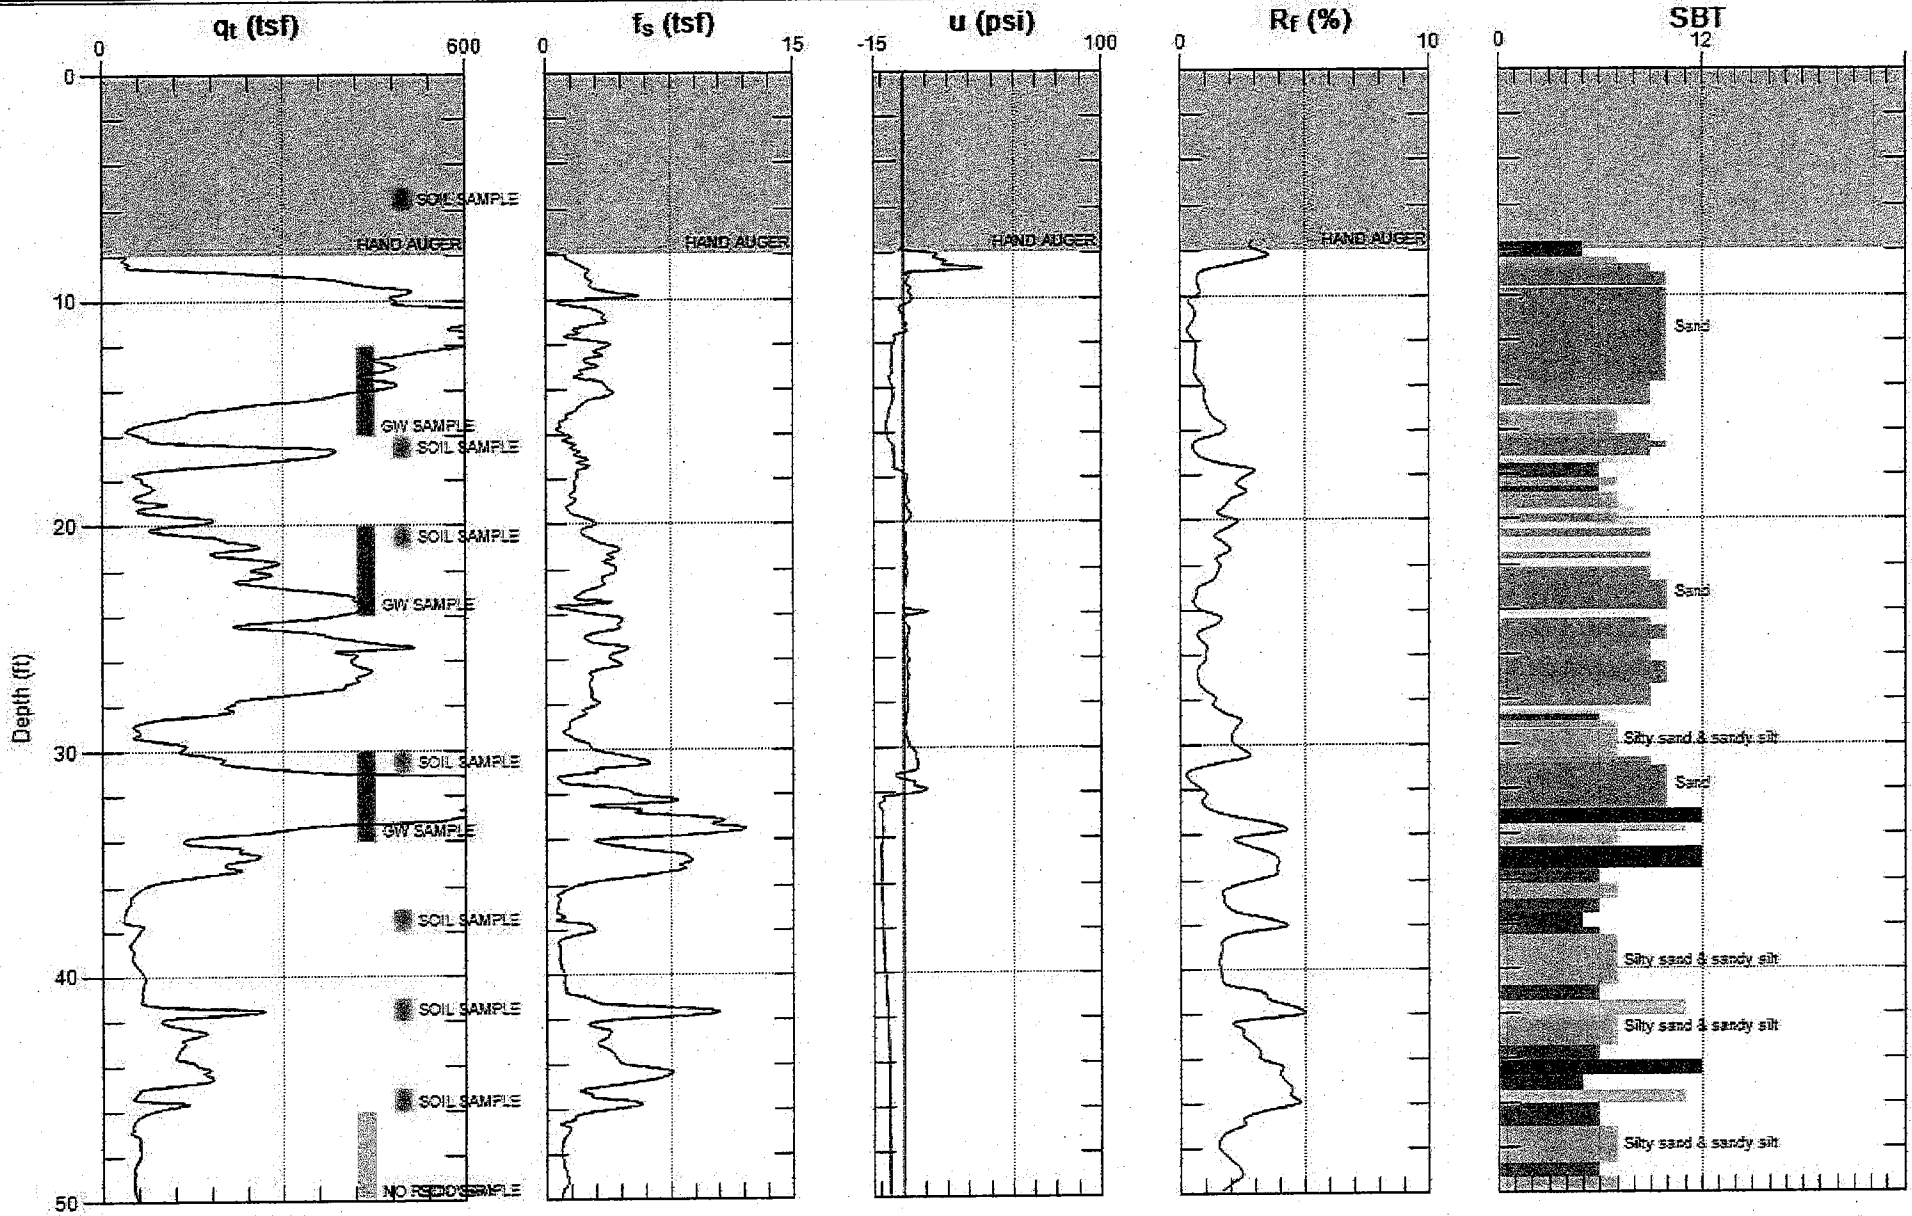 qt (tsf)
fs (tsf)
u (psi)
Rf (%)
SBT
0 600
0 15
-15 100
0 10
0 12
0
SOIL SAMPLE
HAND AUGER
HAND AUGER
HAND AUGER
HAND AUGER
10
Sand
GW SAMPLE
SOIL SAMPLE
20
SOIL SAMPLE
Sand
GW SAMPLE
Depth (ft)
Silty sand & sandy silt
30
SOIL SAMPLE
Sand
GW SAMPLE
SOIL SAMPLE
Silty sand & sandy silt
40
SOIL SAMPLE
Silty sand & sandy silt
SOIL SAMPLE
Silty sand & sandy silt
NO
50